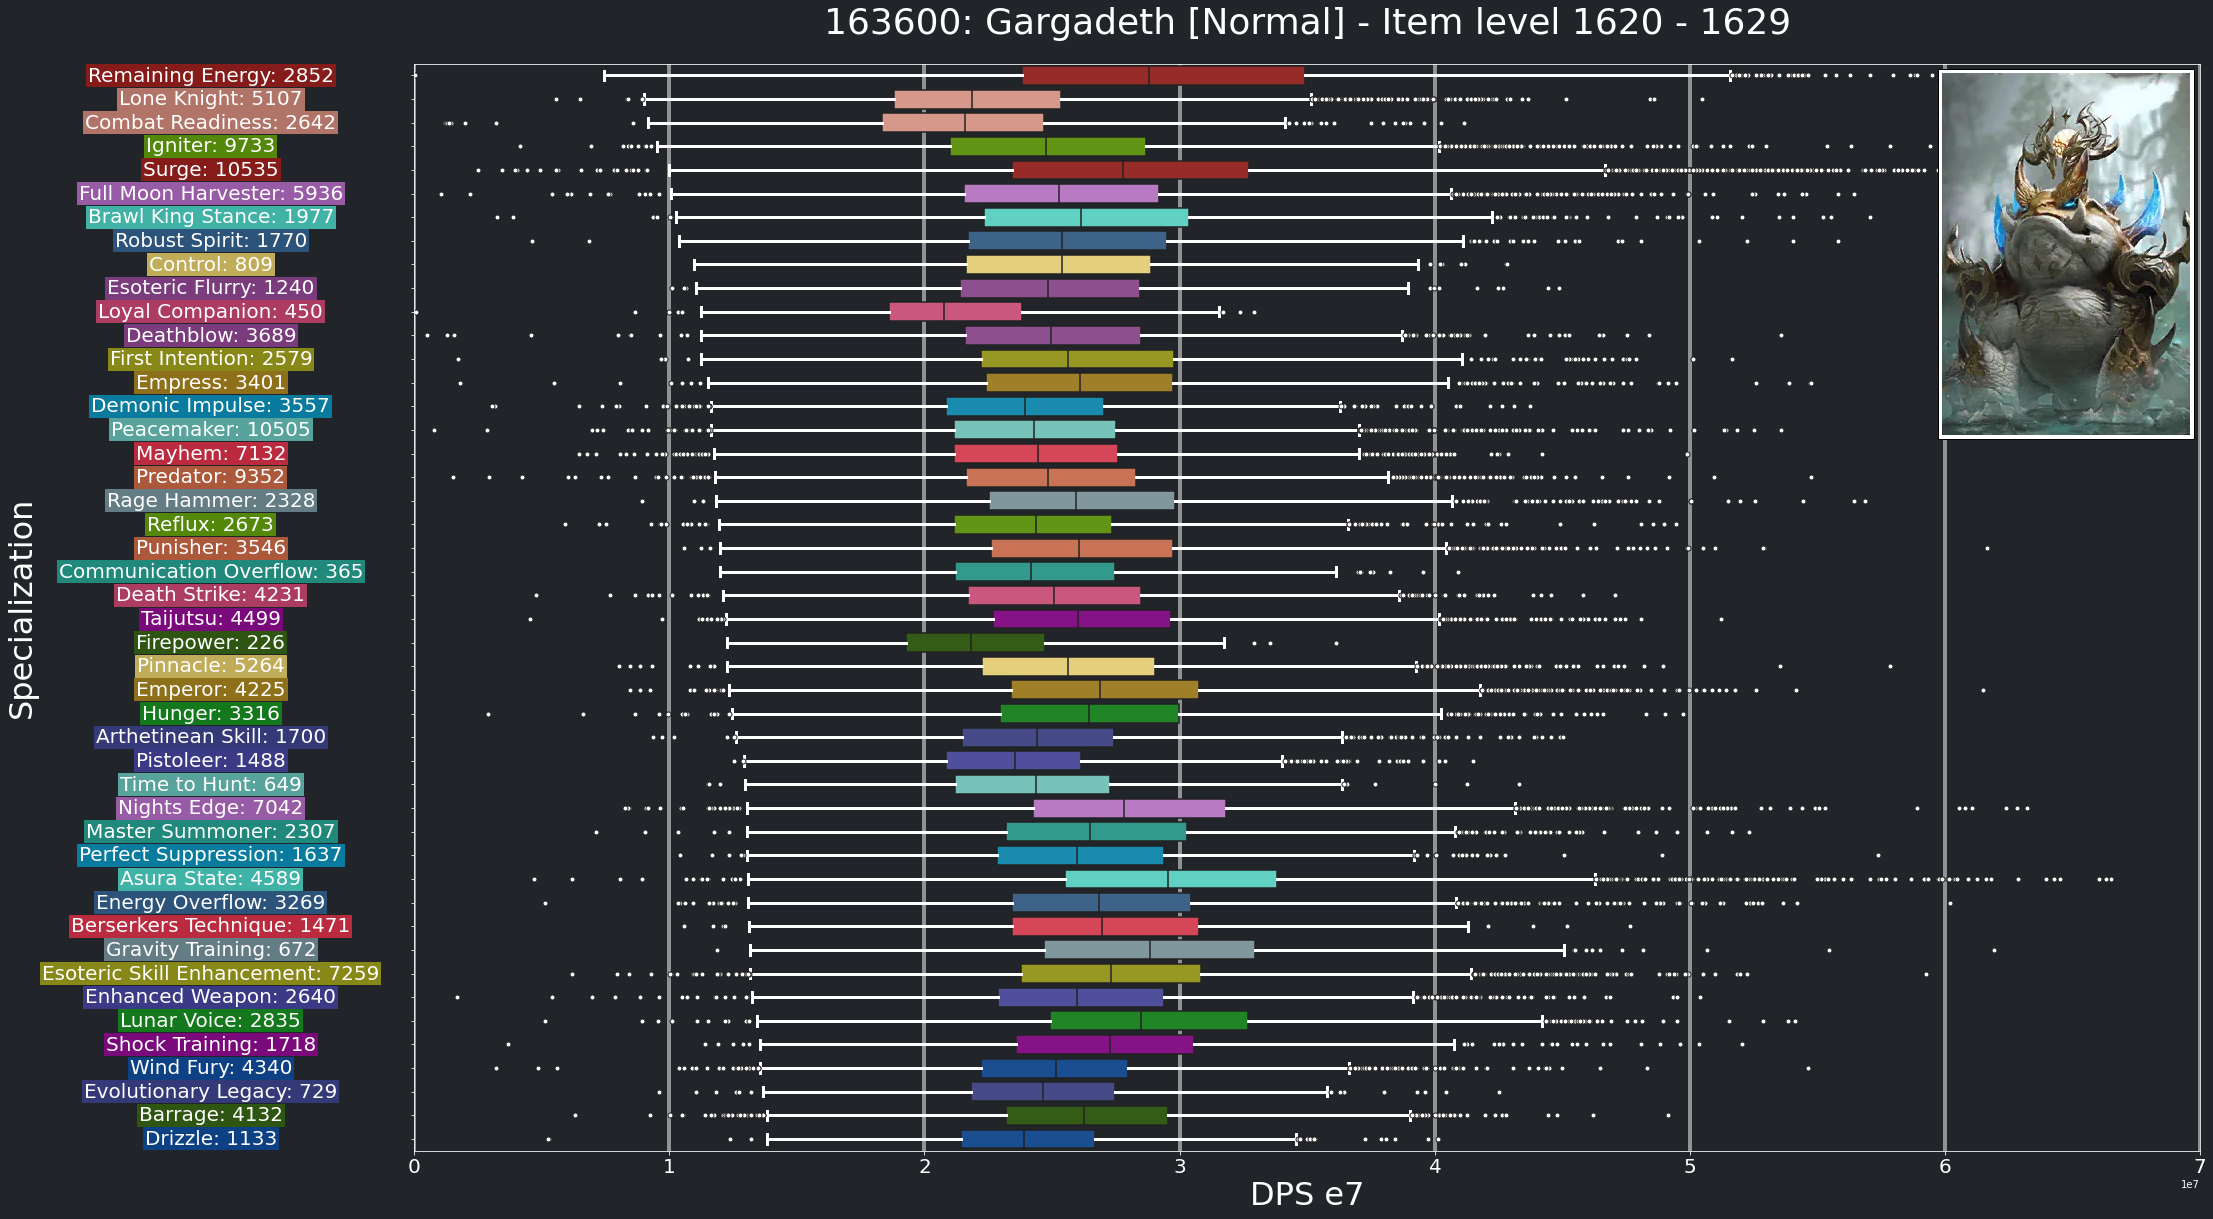 163600: Gargadeth [Normal] - Item level 1620 - 1629
Specialization
Remaining Energy: 2852
Lone Knight: 5107
Combat Readiness: 2642
Igniter: 9733
Surge: 10535
Full Moon Harvester: 5936
Brawl King Stance: 1977
Robust Spirit: 1770
Control: 809
Esoteric Flurry: 1240
Loyal Companion: 450
Deathblow: 3689
First Intention: 2579
Empress: 3401
Demonic Impulse: 3557
Peacemaker: 10505
Mayhem: 7132
Predator: 9352
Rage Hammer: 2328
Reflux: 2673
Punisher: 3546
Communication Overflow: 365
Death Strike: 4231
Taijutsu: 4499
Firepower: 226
Pinnacle: 5264
Emperor: 4225
Hunger: 3316
Arthetinean Skill: 1700
Pistoleer: 1488
Time to Hunt: 649
Nights Edge: 7042
Master Summoner: 2307
Perfect Suppression: 1637
Asura State: 4589
Energy Overflow: 3269
Berserkers Technique: 1471
Gravity Training: 672
Esoteric Skill Enhancement: 7259
Enhanced Weapon: 2640
Lunar Voice: 2835
Shock Training: 1718
Wind Fury: 4340
Evolutionary Legacy: 729
Barrage: 4132
Drizzle: 1133
0 1 2 3 4 5 6 7
1e7
DPS e7